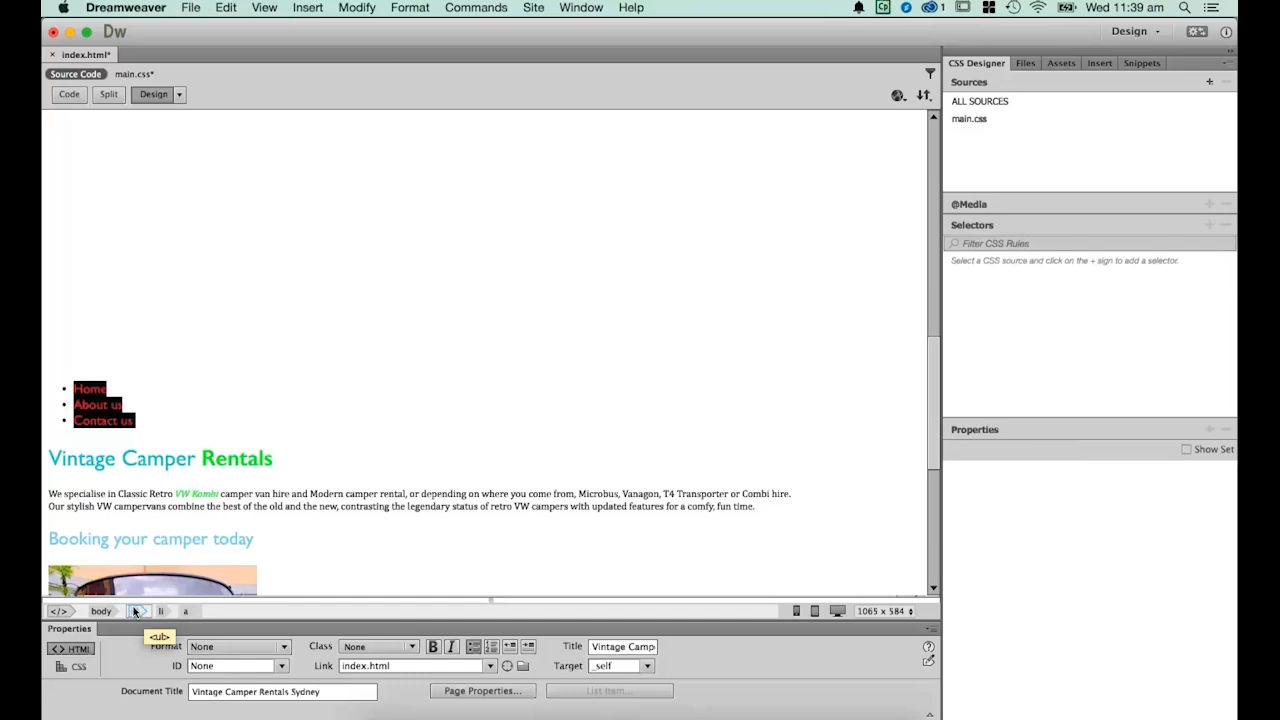 Dreamweaver File Edit View Insert Modify Format Commands Site Window Help 1 Wed 11:39 am
Dw Design
index.html*
Source Code main.css*
Code Split Design
CSS Designer Files Assets Insert Snippets
Sources
ALL SOURCES
main.css
@Media
Selectors
Filter CSS Rules
Select a CSS source and click on the + sign to add a selector.
Properties
Show Set
Home
About us
Contact us
Vintage Camper Rentals
We specialise in Classic Retro VW Kombi camper van hire and Modern camper rental, or depending on where you come from, Microbus, Vanagon, T4 Transporter or Combi hire.
Our stylish VW campervans combine the best of the old and the new, contrasting the legendary status of retro VW campers with updated features for a comfy, fun time.
Booking your camper today
</> body li a 1065 x 584
Properties
<ul>
<> HTML Format None Class None B I Title Vintage Camp
CSS ID None Link index.html Target _self
Document Title Vintage Camper Rentals Sydney Page Properties... List Item...